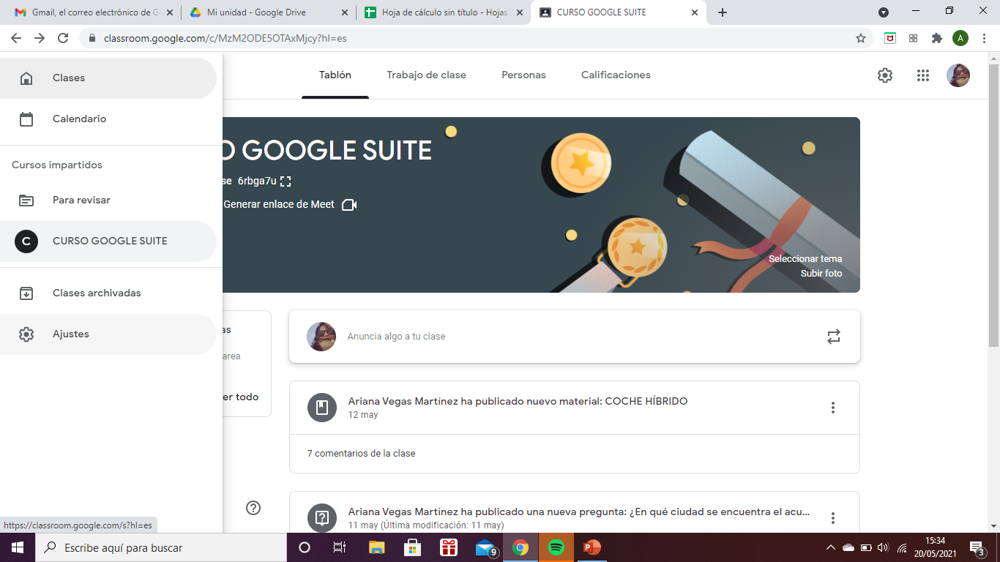 Gmail, el correo electrónico de G
Mi unidad - Google Drive
Hoja de cálculo sin título - Hojas
CURSO GOOGLE SUITE
classroom.google.com/c/MzM2ODE5OTAxMjcy?hl=es
A
Clases
Calendario
Cursos impartidos
Para revisar
C CURSO GOOGLE SUITE
Clases archivadas
Ajustes
Tablón Trabajo de clase Personas Calificaciones
O GOOGLE SUITE
se 6rbga7u
Generar enlace de Meet
Seleccionar tema
Subir foto
as
area
er todo
Anuncia algo a tu clase
Ariana Vegas Martínez ha publicado nuevo material: COCHE HÍBRIDO
12 may
7 comentarios de la clase
Ariana Vegas Martínez ha publicado una nueva pregunta: ¿En qué ciudad se encuentra el acu...
11 may (Última modificación: 11 may)
https://classroom.google.com/s?hl=es
Escribe aquí para buscar
9
P
15:34
20/05/2021
3